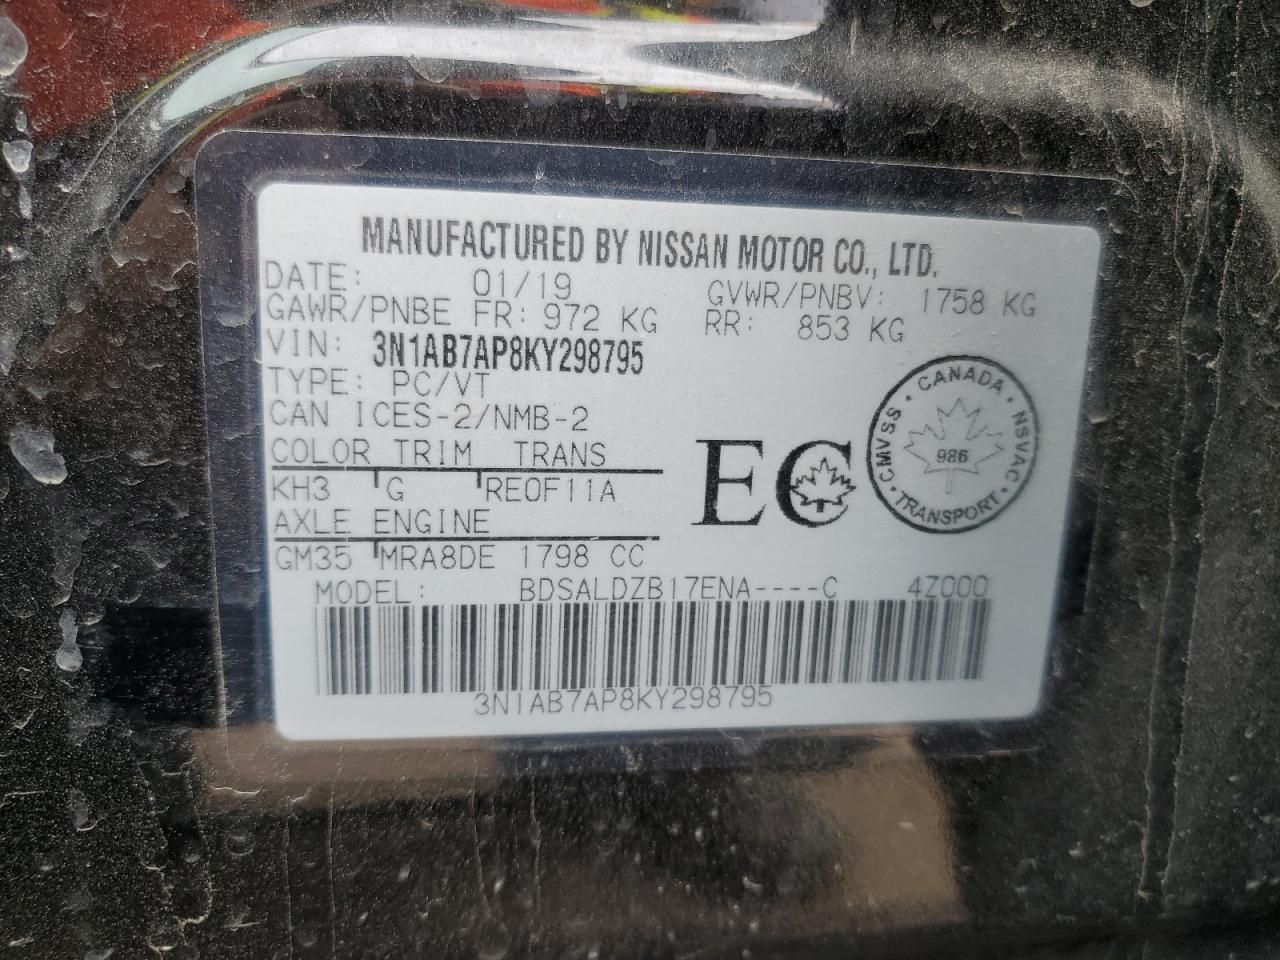 MANUFACTURED BY NISSAN MOTOR CO., LTD.
DATE: 01/19 GVWR/PNBV: 1758 KG
GAWR/PNBE FR: 972 KG RR: 853 KG
VIN: 3N1AB7AP8KY298795
TYPE: PC/VT
CAN ICES-2/NMB-2
COLOR TRIM TRANS
KH3 G RE0F11A
AXLE ENGINE
GM35 MRA8DE 1798 CC
EC
CANADA · NSVAC · TRANSPORT · CMVSS ·
986
MODEL: BDSALDZB17ENA----C 4Z000
3N1AB7AP8KY298795